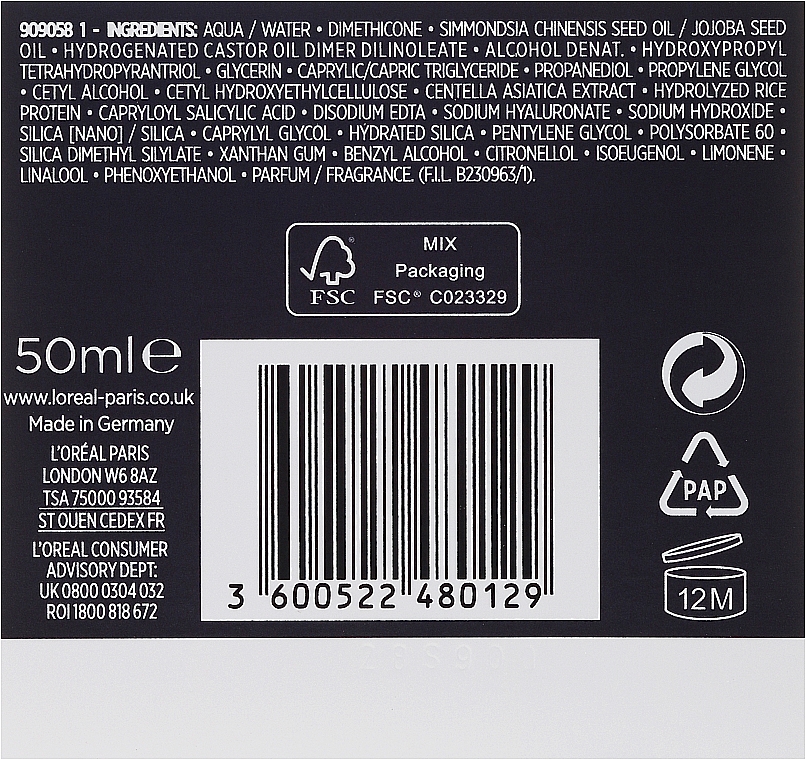 909058 1 - INGREDIENTS: AQUA / WATER • DIMETHICONE • SIMMONDSIA CHINENSIS SEED OIL / JOJOBA SEED
OIL • HYDROGENATED CASTOR OIL DIMER DILINOLEATE • ALCOHOL DENAT. • HYDROXYPROPYL
TETRAHYDROPYRANTRIOL • GLYCERIN • CAPRYLIC/CAPRIC TRIGLYCERIDE • PROPANEDIOL • PROPYLENE GLYCOL
• CETYL ALCOHOL • CETYL HYDROXYETHYLCELLULOSE • CENTELLA ASIATICA EXTRACT • HYDROLYZED RICE
PROTEIN • CAPRYLOYL SALICYLIC ACID • DISODIUM EDTA • SODIUM HYALURONATE • SODIUM HYDROXIDE •
SILICA [NANO] / SILICA • CAPRYLYL GLYCOL • HYDRATED SILICA • PENTYLENE GLYCOL • POLYSORBATE 60 •
SILICA DIMETHYL SILYLATE • XANTHAN GUM • BENZYL ALCOHOL • CITRONELLOL • ISOEUGENOL • LIMONENE •
LINALOOL • PHENOXYETHANOL • PARFUM / FRAGRANCE. (F.I.L. B230963/1).
MIX
Packaging
FSC FSC® C023329
50ml e
www.loreal-paris.co.uk
Made in Germany
L'ORÉAL PARIS
LONDON W6 8AZ
TSA 75000 93584
ST OUEN CEDEX FR
L'OREAL CONSUMER
ADVISORY DEPT:
UK 0800 0304 032
ROI 1800 818 672
3 600522 480129
PAP
12M